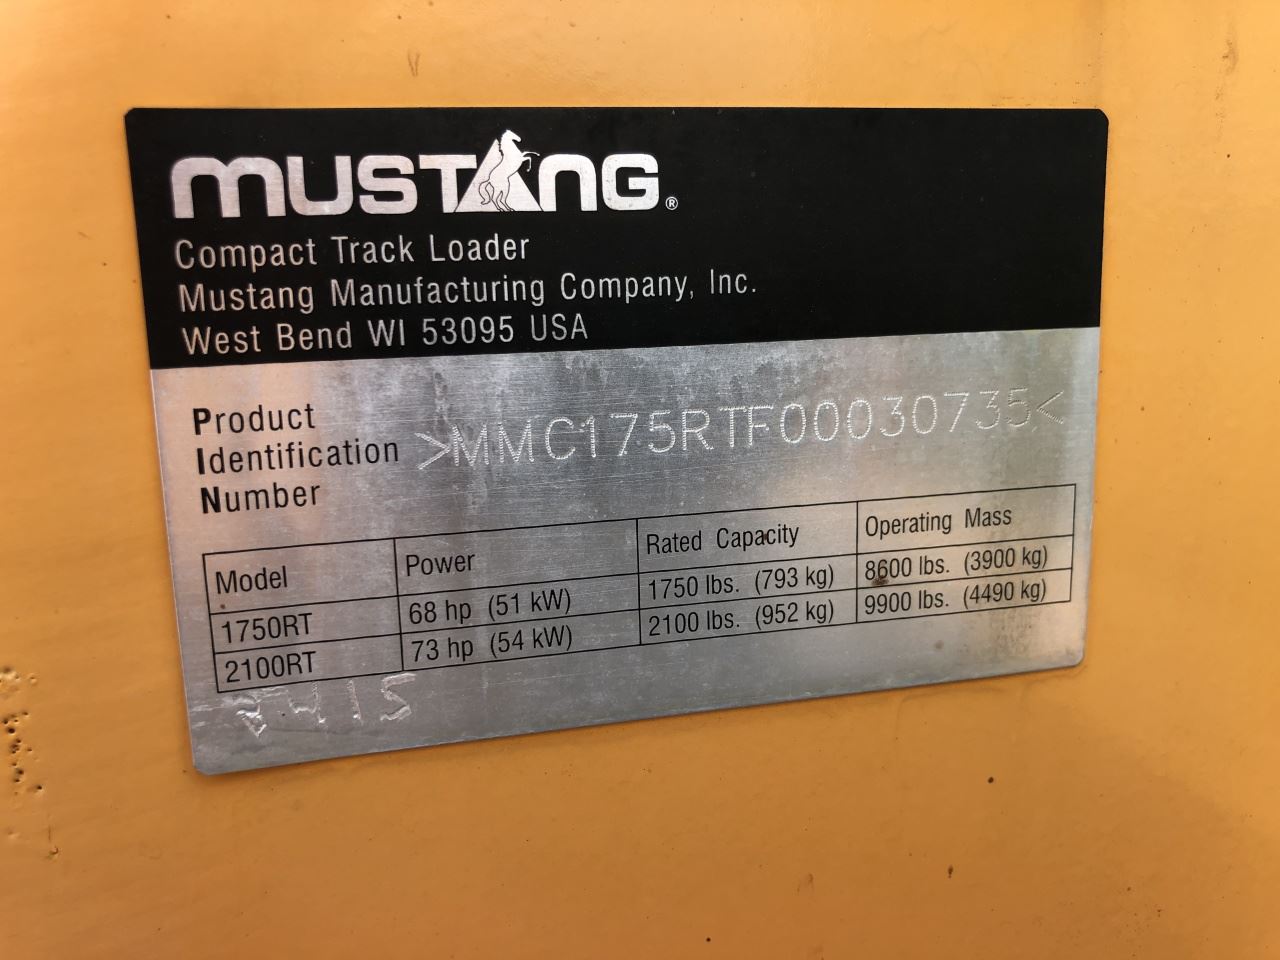 MUSTANG®
Compact Track Loader
Mustang Manufacturing Company, Inc.
West Bend WI 53095 USA
Product
Identification
Number
>MMC175RTF00030735<
Model Power Rated Capacity Operating Mass
1750RT 68 hp (51 kW) 1750 lbs. (793 kg) 8600 lbs. (3900 kg)
2100RT 73 hp (54 kW) 2100 lbs. (952 kg) 9900 lbs. (4490 kg)
2415